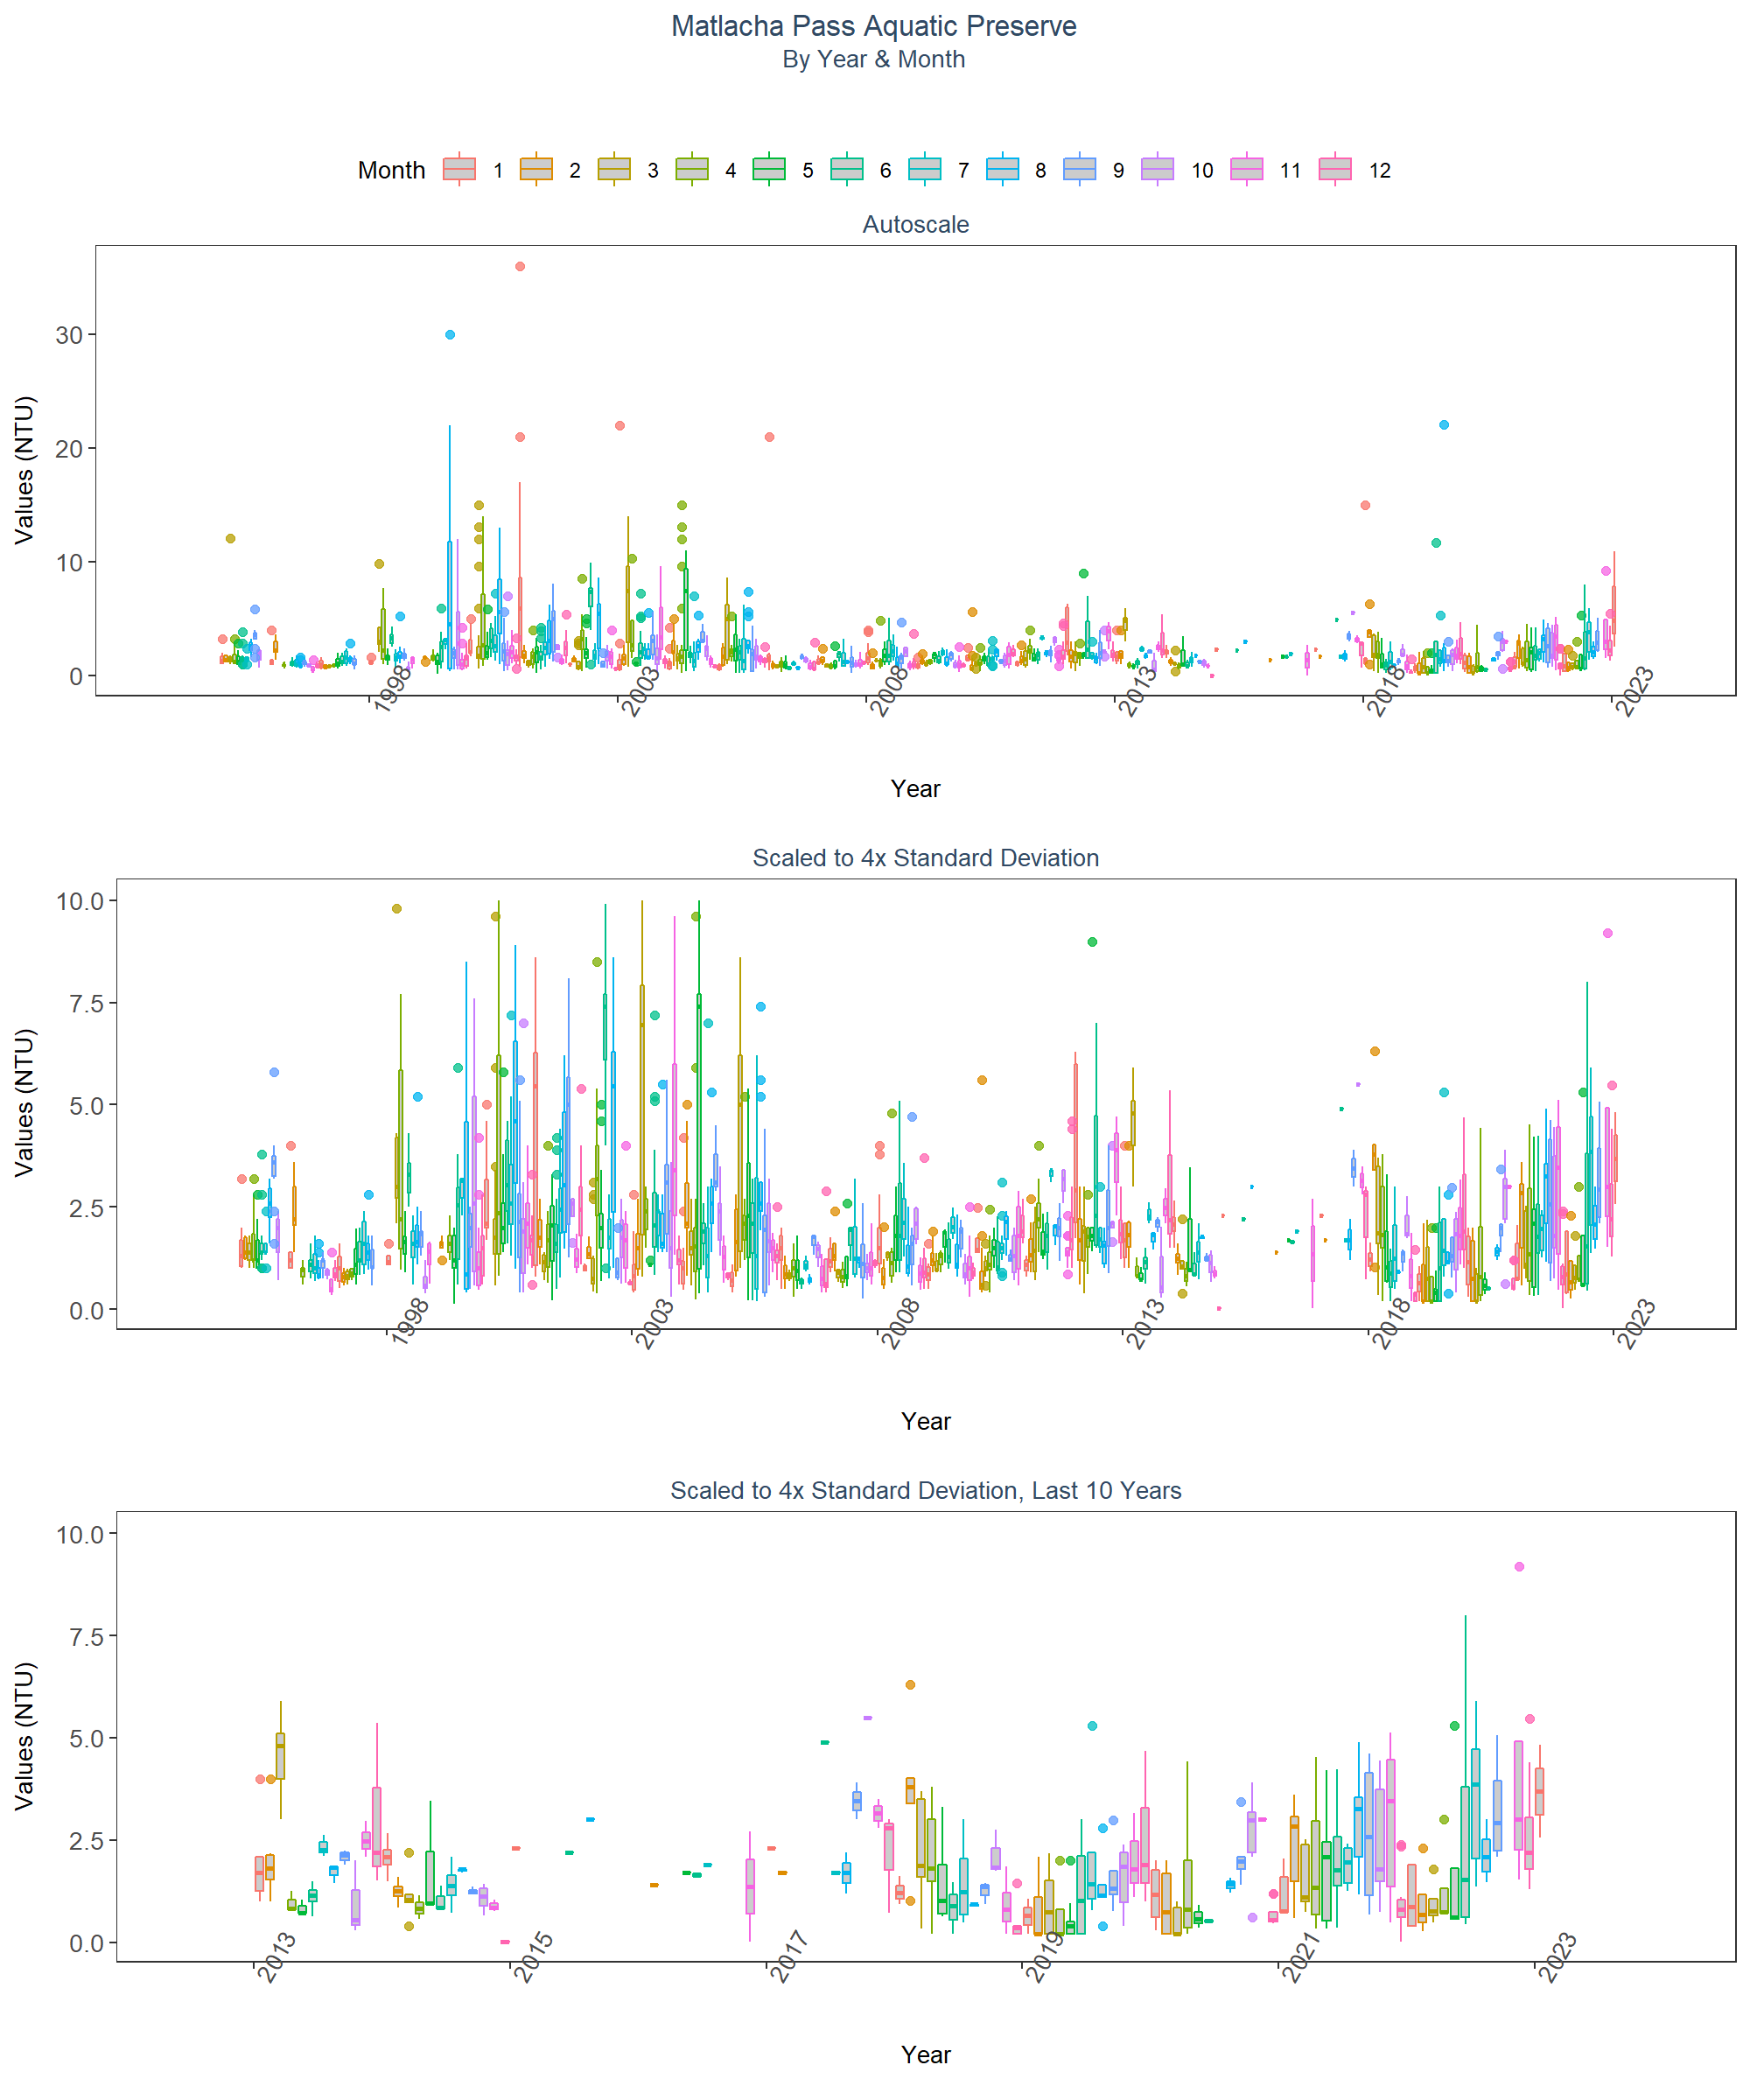 Matlacha Pass Aquatic Preserve
By Year & Month
Month 1 2 3 4 5 6 7 8 9 10 11 12
Autoscale
Values (NTU)
30
20
10
0
1998 2003 2008 2013 2018 2023
Year
Scaled to 4x Standard Deviation
Values (NTU)
10.0
7.5
5.0
2.5
0.0
1998 2003 2008 2013 2018 2023
Year
Scaled to 4x Standard Deviation, Last 10 Years
Values (NTU)
10.0
7.5
5.0
2.5
0.0
2013 2015 2017 2019 2021 2023
Year